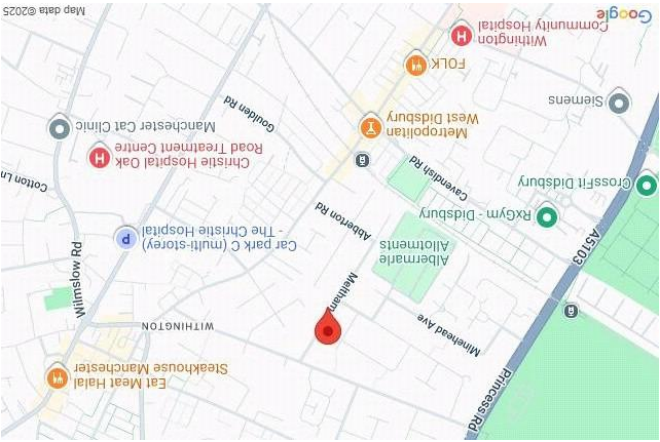 Princess Rd
Eat Meat Halal
Steakhouse Manchester
Minehead Ave
WITHINGTON
Meltham
Wilmslow Rd
A5103
Albemarle
Allotments
Car park C (multi-storey)
- The Christie Hospital
RxGym - Didsbury
Abberton Rd
CrossFit Didsbury
Cavendish Rd
Cotton Ln
Christie Hospital Oak
Road Treatment Centre
Metropolitan
West Didsbury
Manchester Cat Clinic
Goulden Rd
Siemens
FOLK
Withington
Community Hospital
Google
Map data ©2025